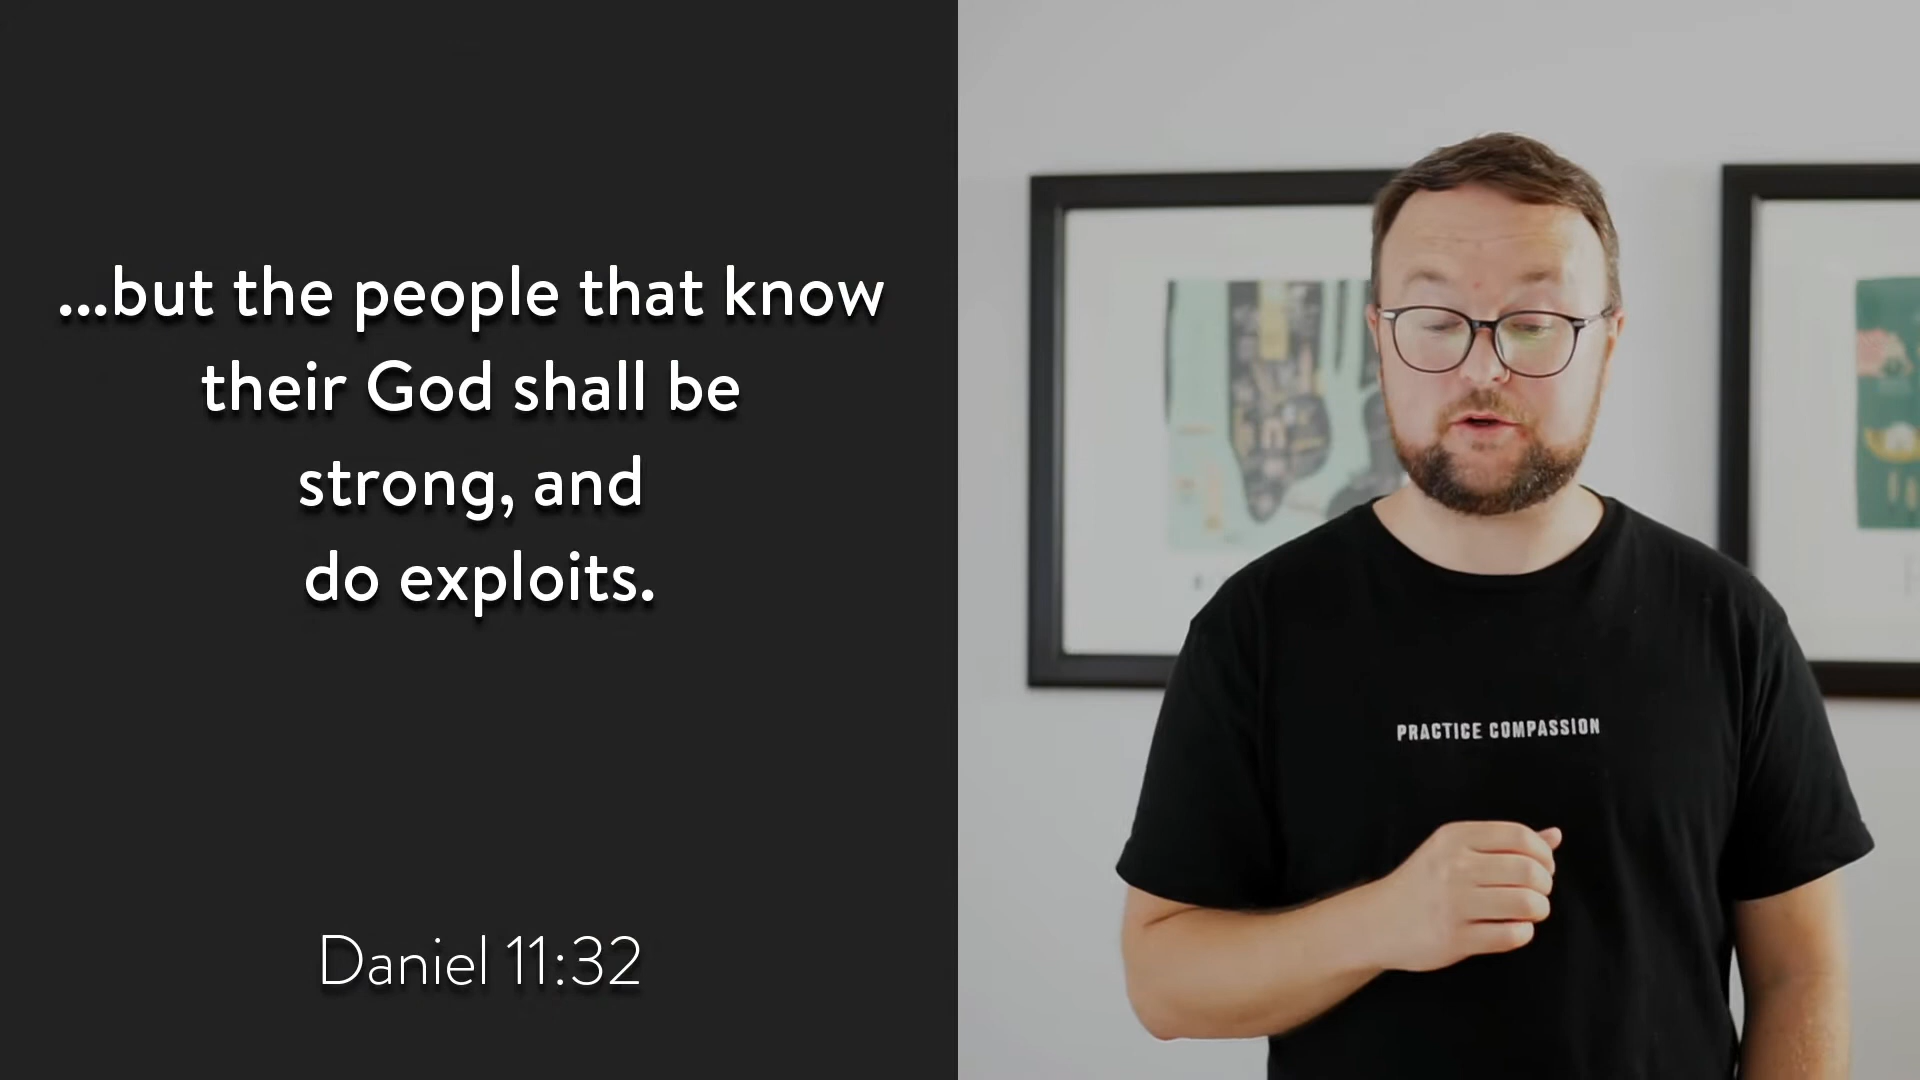 ...but the people that know
their God shall be
strong, and
do exploits.
Daniel 11:32
PRACTICE COMPASSION